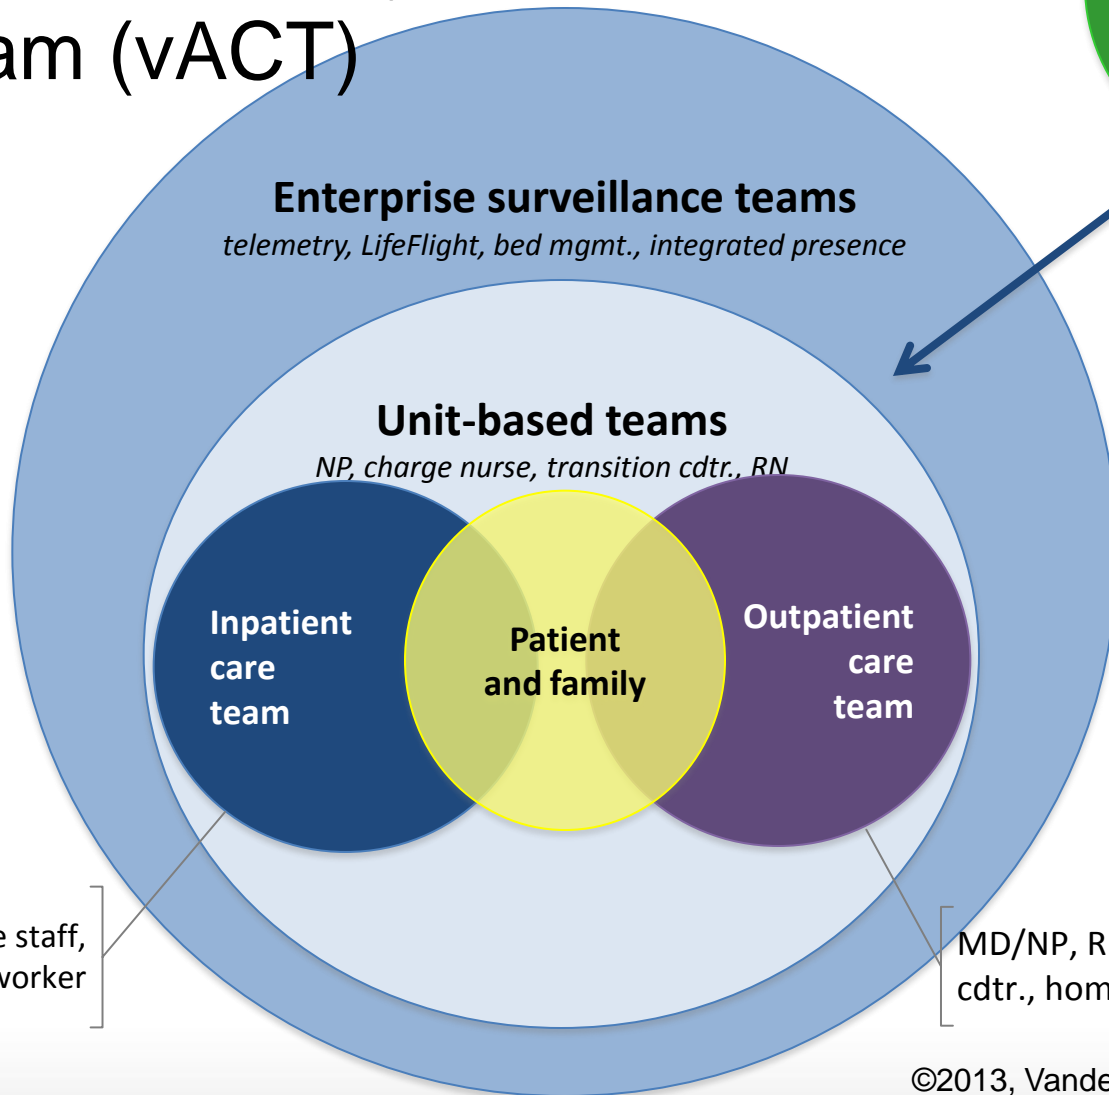 am (vACT)
Enterprise surveillance teams
telemetry, LifeFlight, bed mgmt., integrated presence
Unit-based teams
NP, charge nurse, transition cdtr., RN
Inpatient
care
team
Patient
and family
Outpatient
care
team
e staff,
worker
MD/NP, R
cdtr., hom
©2013, Vande